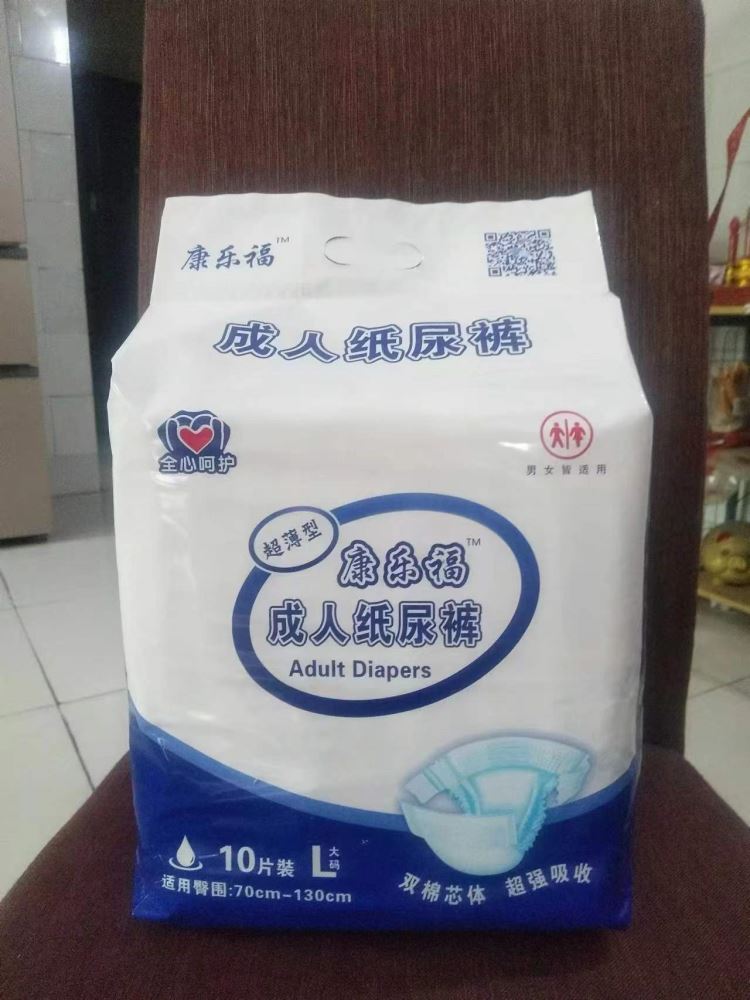 康乐福™
成人纸尿裤
全心呵护
男女皆适用
超薄型
康乐福™
成人纸尿裤
Adult Diapers
10片装 L 大码
适用臀围:70cm-130cm
双棉芯体 超强吸收